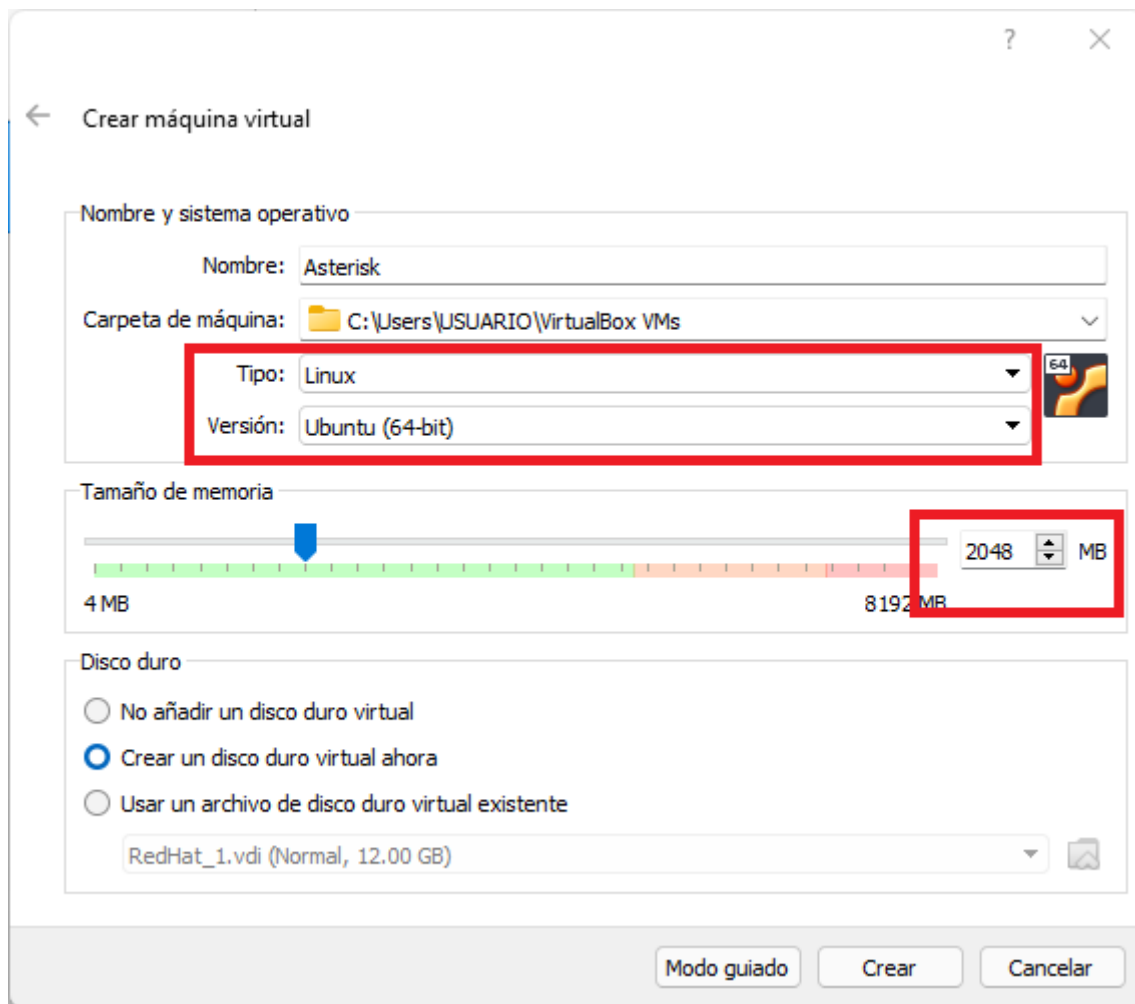 ?
Crear máquina virtual
Nombre y sistema operativo
Nombre: Asterisk
Carpeta de máquina: C:\Users\USUARIO\VirtualBox VMs
Tipo: Linux
64
Versión: Ubuntu (64-bit)
Tamaño de memoria
2048 MB
4 MB 8192 MB
Disco duro
No añadir un disco duro virtual
Crear un disco duro virtual ahora
Usar un archivo de disco duro virtual existente
RedHat_1.vdi (Normal, 12.00 GB)
Modo guiado Crear Cancelar